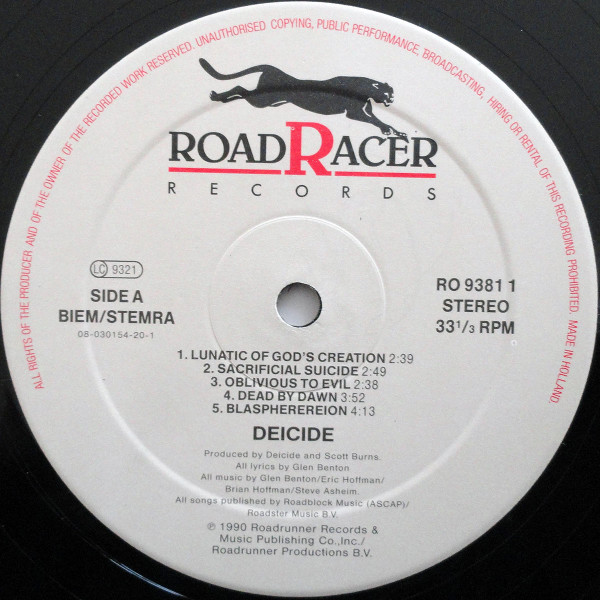 ALL RIGHTS OF THE PRODUCER AND OF THE OWNER OF THE RECORDED WORK RESERVED. UNAUTHORISED COPYING, PUBLIC PERFORMANCE, BROADCASTING, HIRING OR RENTAL OF THIS RECORDING PROHIBITED. MADE IN HOLLAND.
ROADRACER
RECORDS
LC 9321
SIDE A
BIEM/STEMRA
08-030154-20-1
RO 9381 1
STEREO
33 1/3 RPM
1. LUNATIC OF GOD'S CREATION 2:39
2. SACRIFICIAL SUICIDE 2:49
3. OBLIVIOUS TO EVIL 2:38
4. DEAD BY DAWN 3:52
5. BLASPHEREREION 4:13
DEICIDE
Produced by Deicide and Scott Burns.
All lyrics by Glen Benton
All music by Glen Benton/Eric Hoffman/
Brian Hoffman/Steve Asheim.
All songs published by Roadblock Music (ASCAP)/
Roadster Music B.V.
℗ 1990 Roadrunner Records &
Music Publishing Co.,Inc./
Roadrunner Productions B.V.